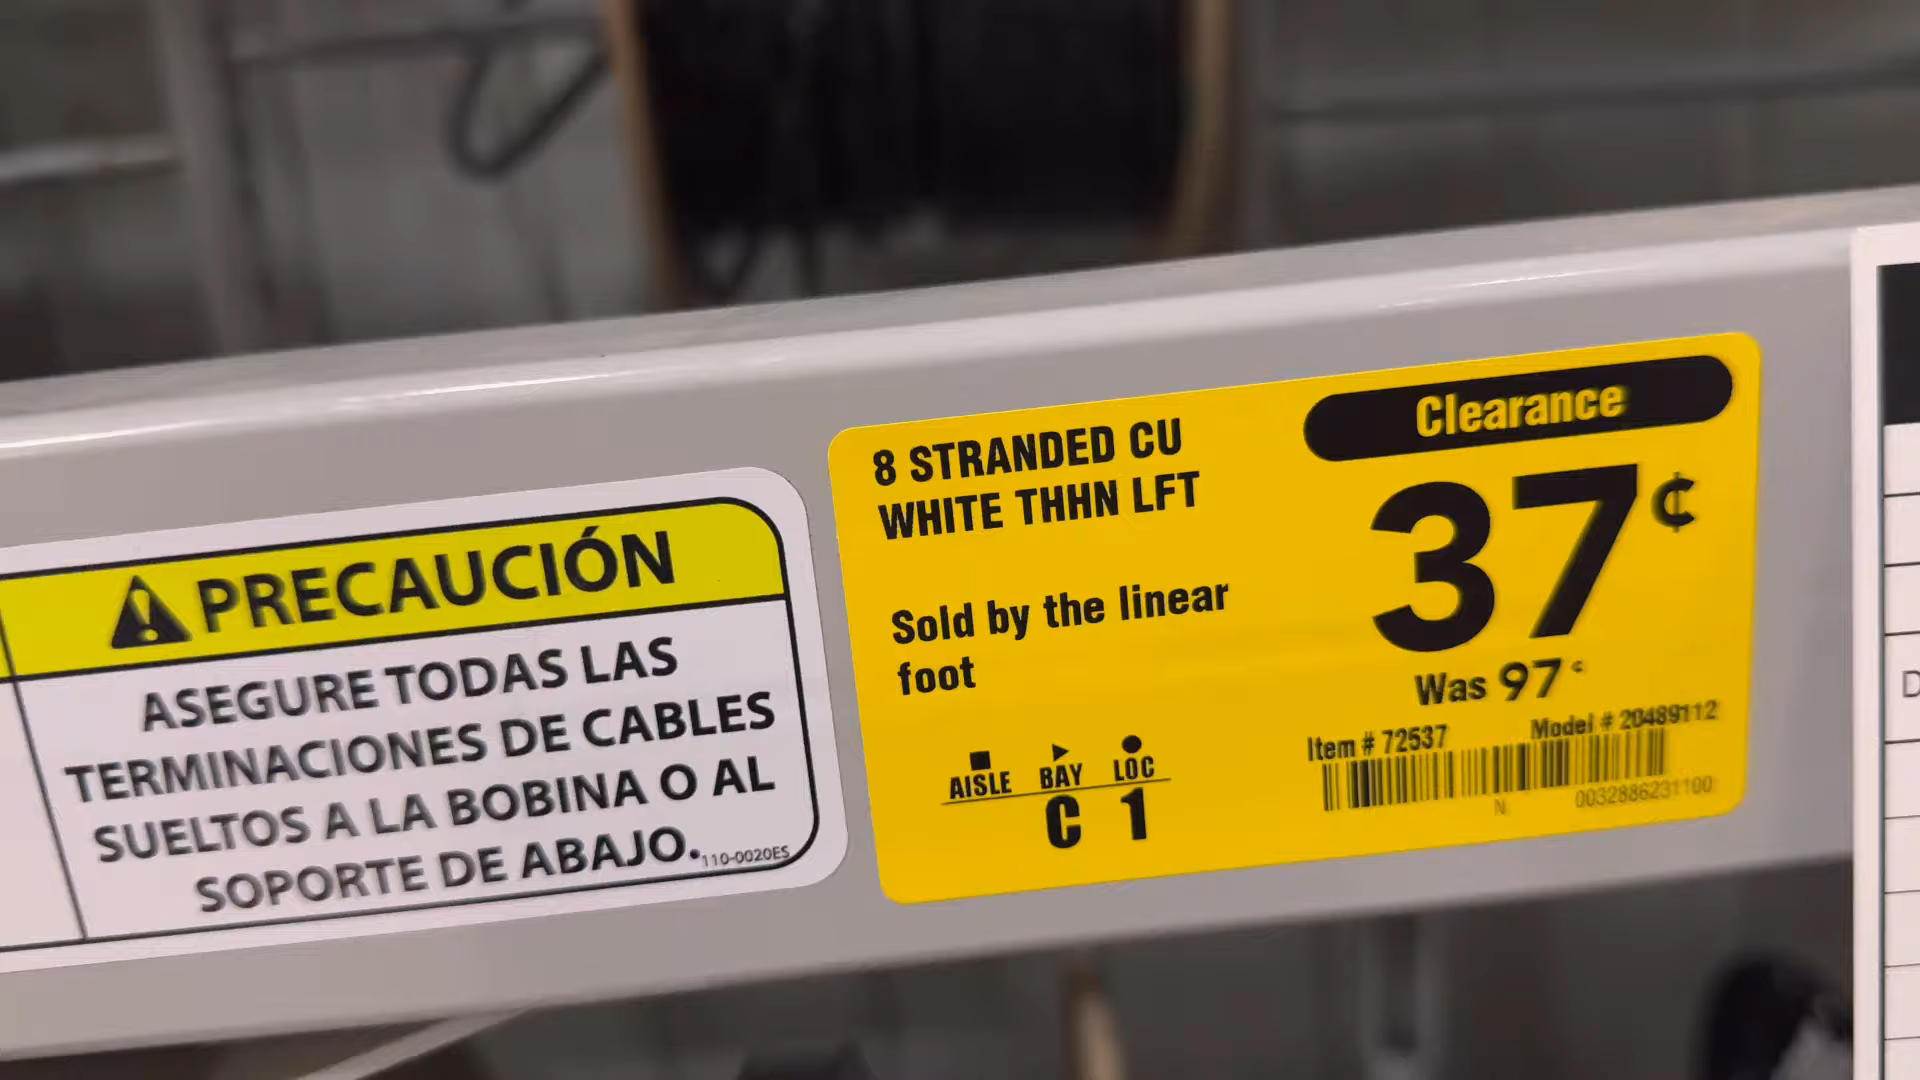 PRECAUCIÓN
ASEGURE TODAS LAS
TERMINACIONES DE CABLES
SUELTOS A LA BOBINA O AL
SOPORTE DE ABAJO.
110-0020ES
8 STRANDED CU
WHITE THHN LFT
Sold by the linear
foot
AISLE BAY LOC
C 1
Clearance
37¢
Was 97¢
Item # 72537 Model # 20489112
N 0032886231100
D